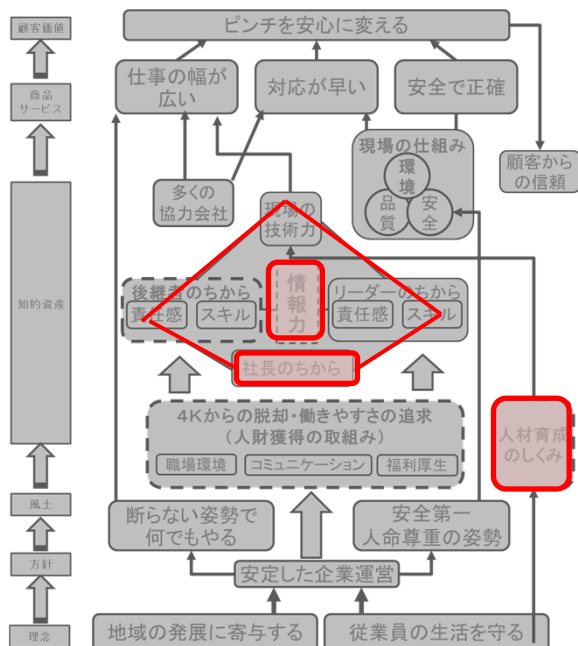 顧客価値
ピンチを安心に変える
仕事の幅が
広い
対応が早い
安全で正確
商品
サービス
現場の仕組み
環
境
品
質
安
全
顧客から
の信頼
多くの
協力会社
現場の
技術力
知的資産
後継者のちから
責任感
スキル
情
報
力
リーダーのちから
責任感
スキル
社長のちから
4Kからの脱却・働きやすさの追求
(人財獲得の取組み)
職場環境
コミュニケーション
福利厚生
人材育成
のしくみ
風土
断らない姿勢で
何でもやる
安全第一
人命尊重の姿勢
方針
安定した企業運営
理念
地域の発展に寄与する
従業員の生活を守る